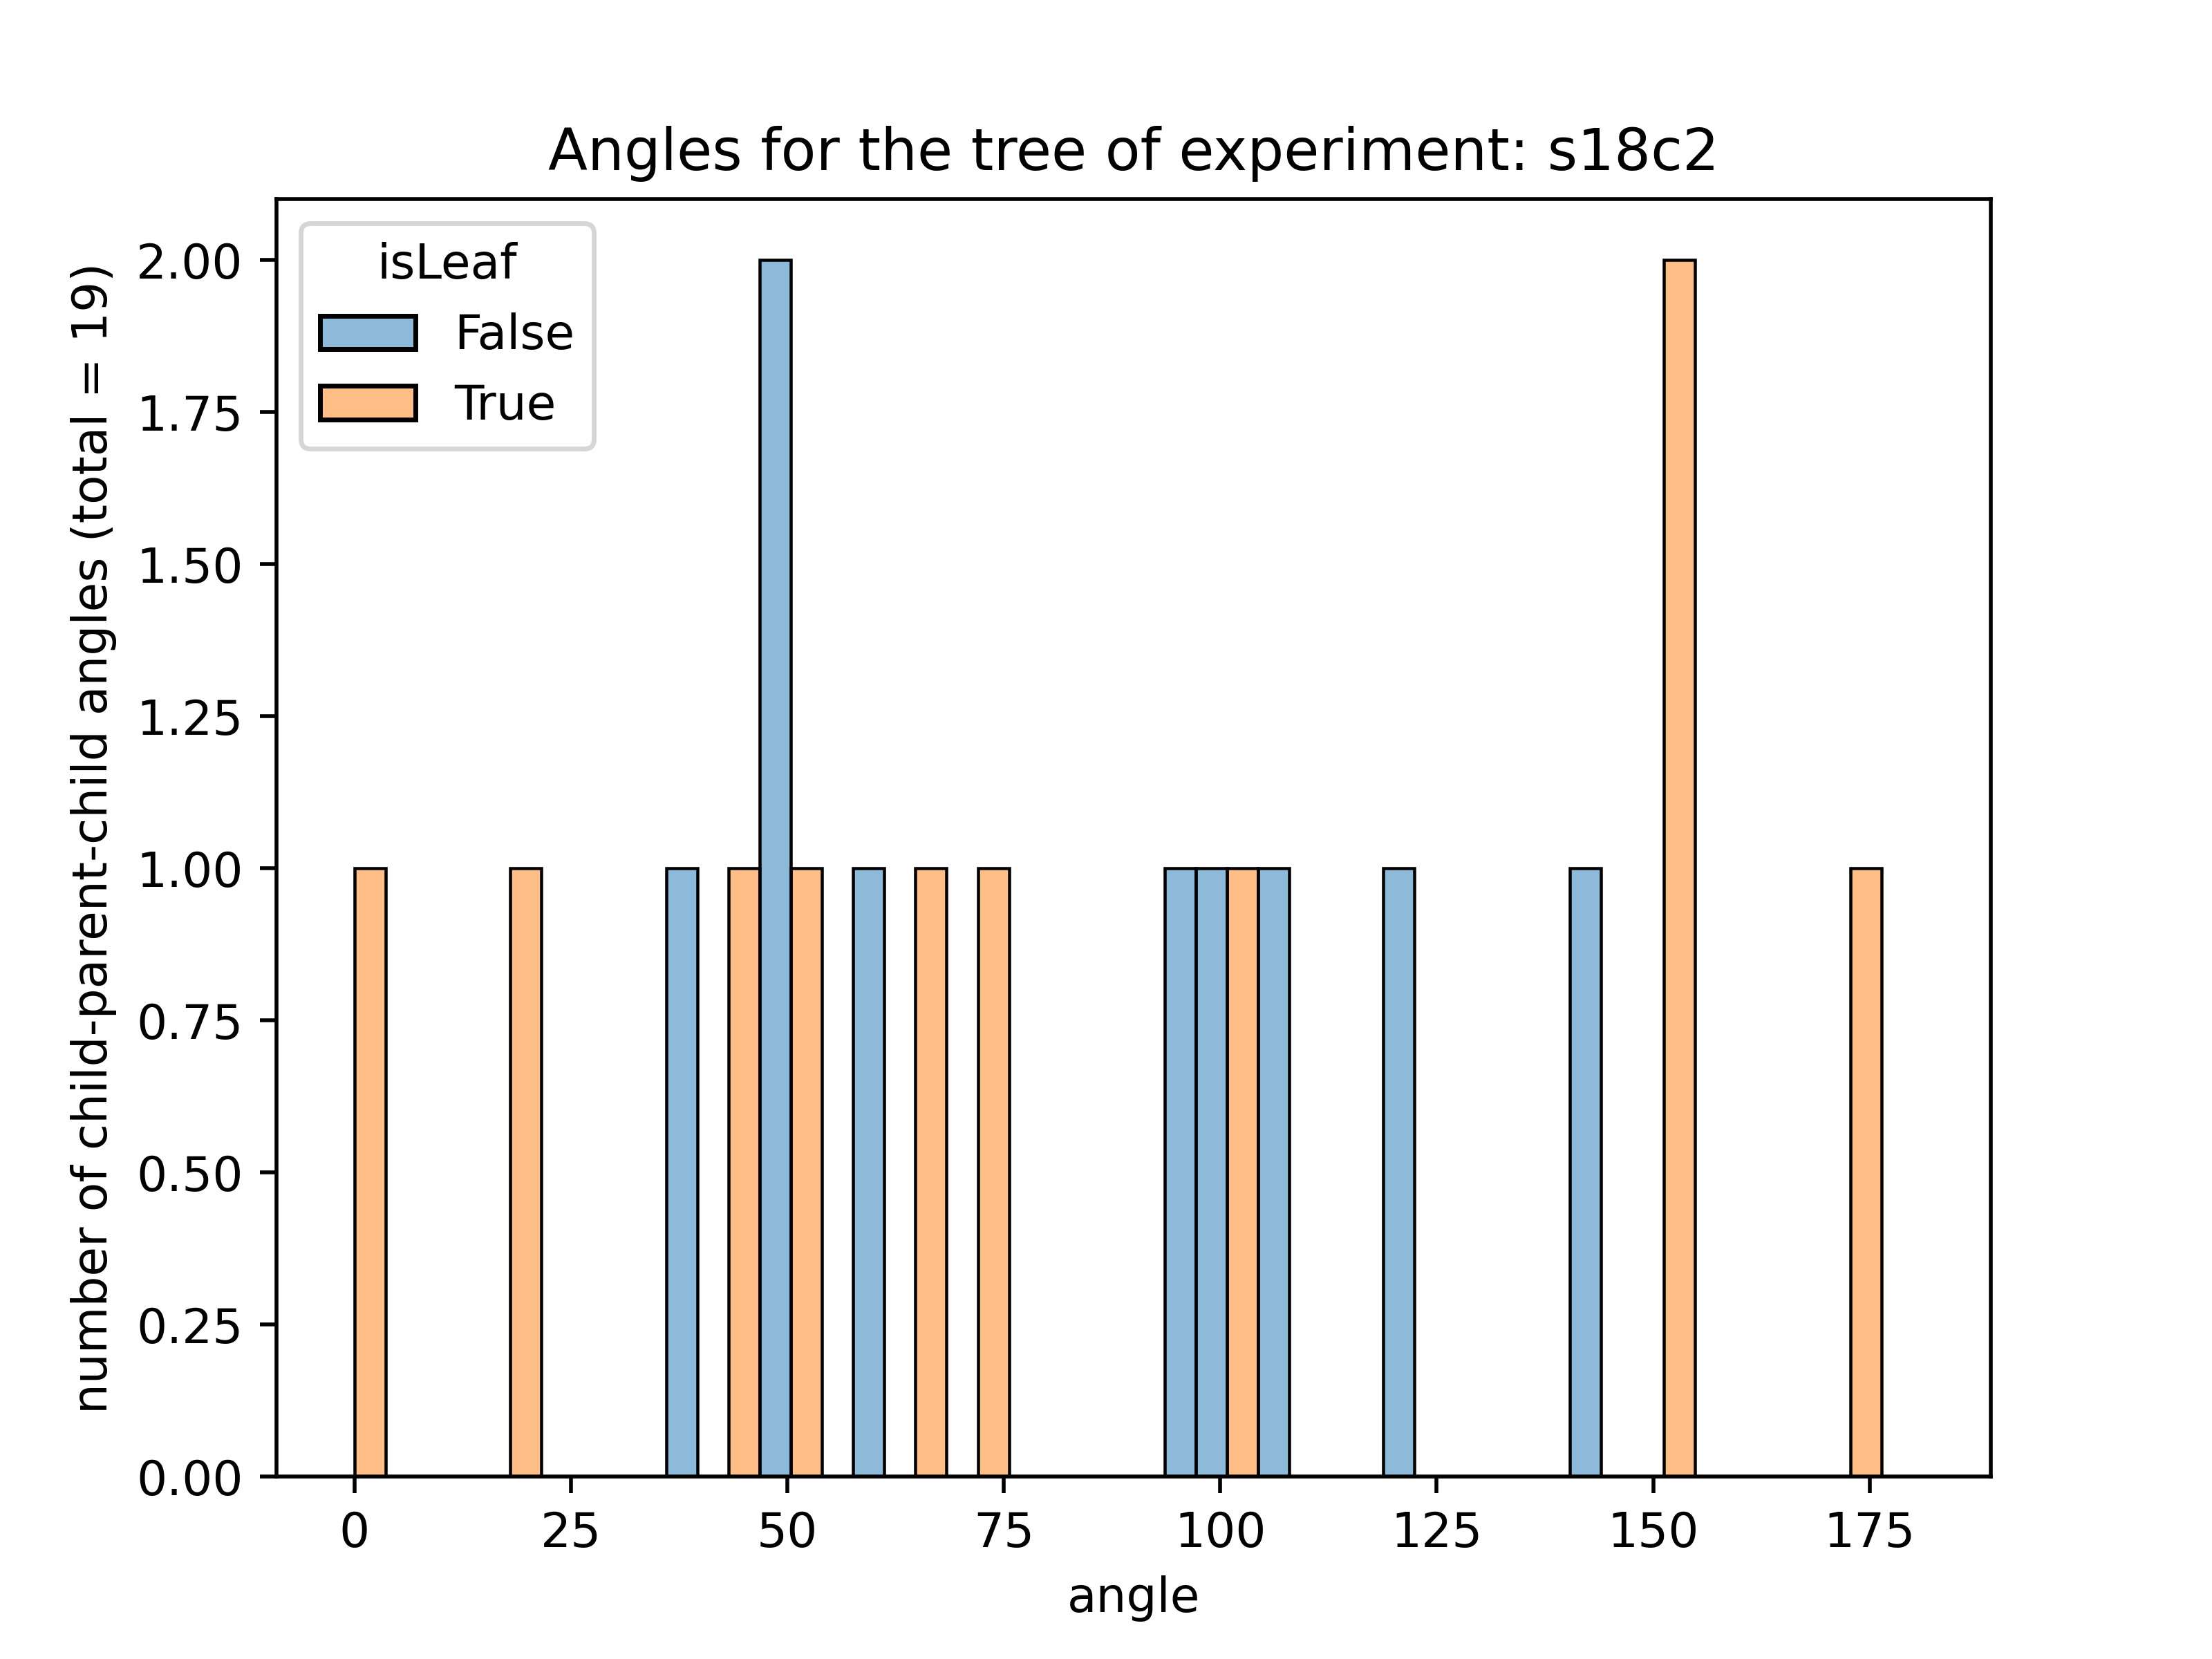 Angles for the tree of experiment: s18c2
isLeaf
False
True
number of child-parent-child angles (total = 19)
2.00
1.75
1.50
1.25
1.00
0.75
0.50
0.25
0.00
0 25 50 75 100 125 150 175
angle